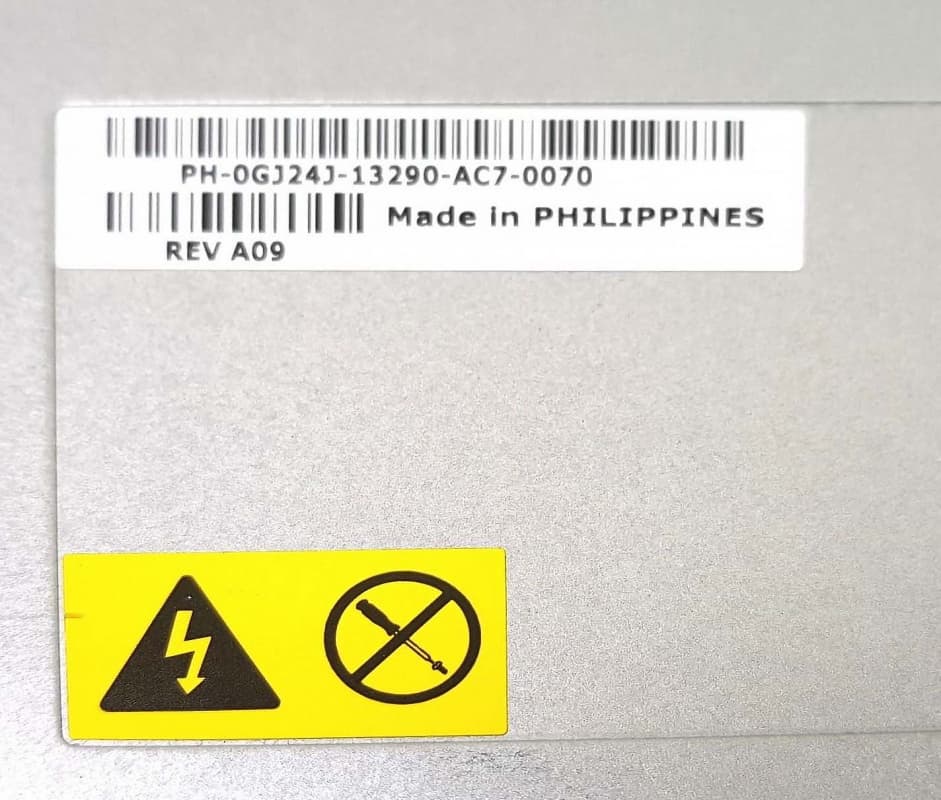 PH-0GJ24J-13290-AC7-0070
Made in PHILIPPINES
REV A09